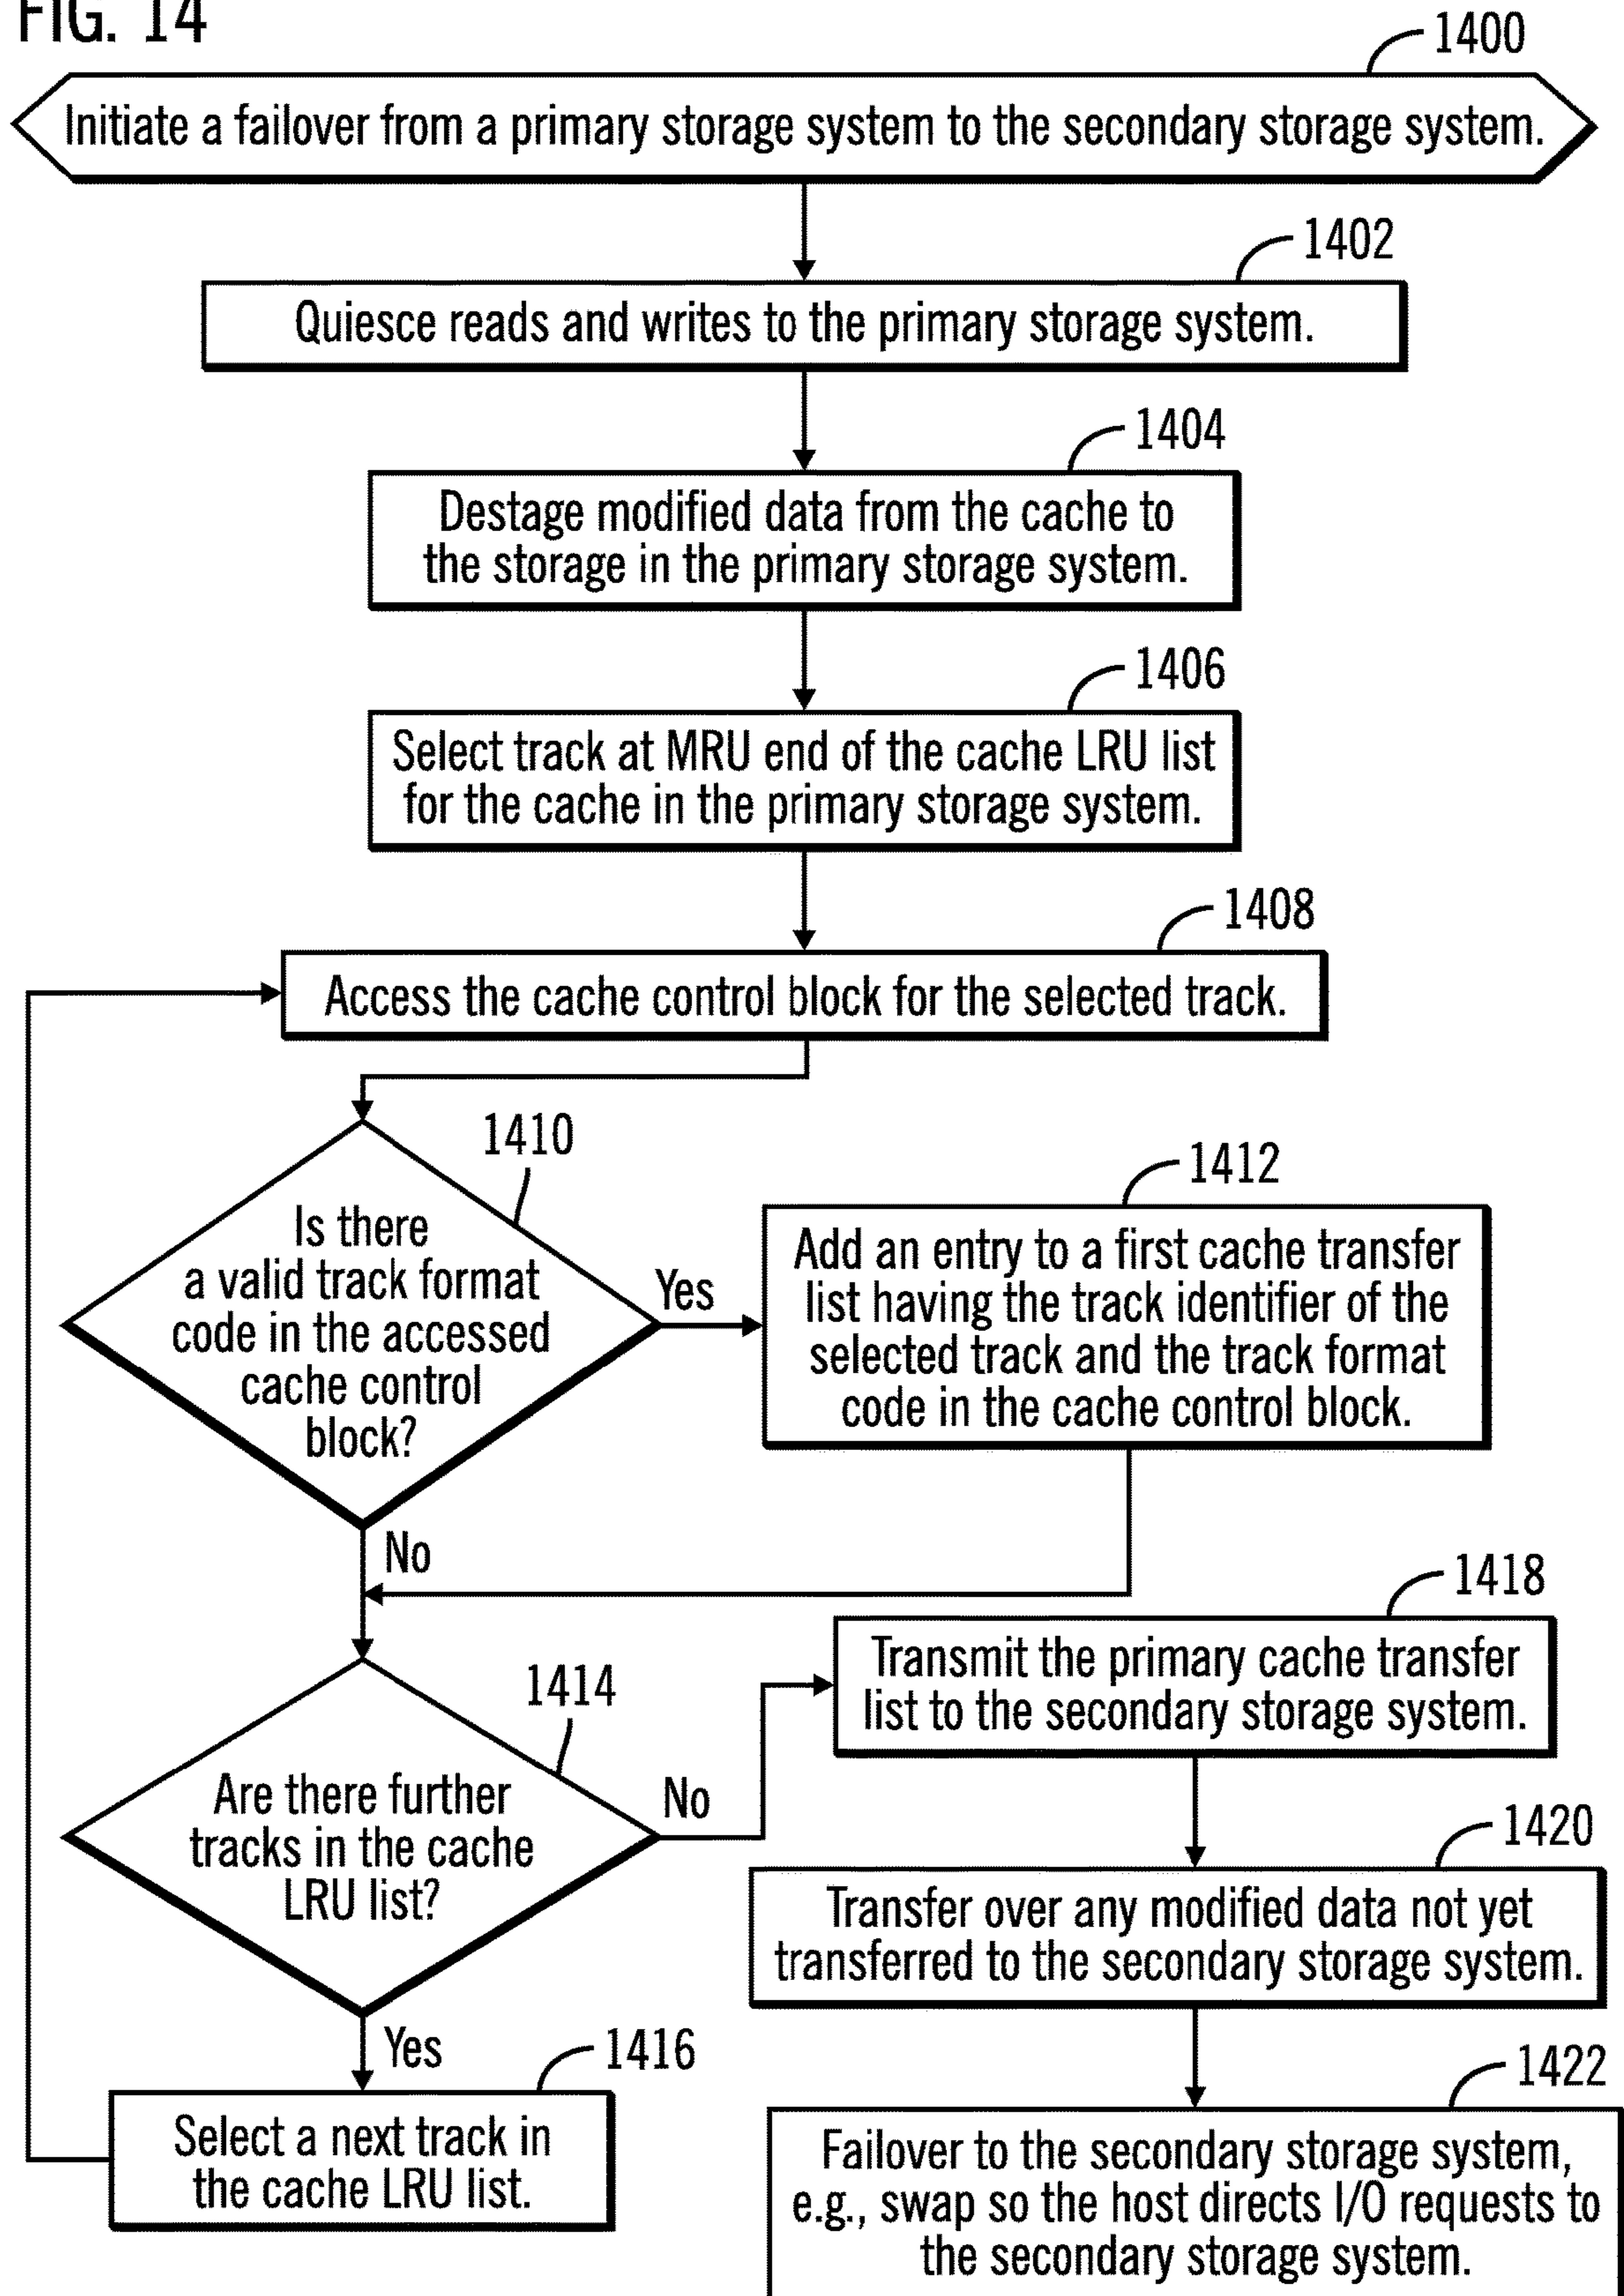 FIG. 14
1400
Initiate a failover from a primary storage system to the secondary storage system.
1402
Quiesce reads and writes to the primary storage system.
1404
Destage modified data from the cache to
the storage in the primary storage system.
1406
Select track at MRU end of the cache LRU list
for the cache in the primary storage system.
1408
Access the cache control block for the selected track.
1410
Is there
a valid track format
code in the accessed
cache control
block?
Yes
1412
Add an entry to a first cache transfer
list having the track identifier of the
selected track and the track format
code in the cache control block.
No
1414
Are there further
tracks in the cache
LRU list?
No
Yes
1416
Select a next track in
the cache LRU list.
1418
Transmit the primary cache transfer
list to the secondary storage system.
1420
Transfer over any modified data not yet
transferred to the secondary storage system.
1422
Failover to the secondary storage system,
e.g., swap so the host directs I/O requests to
the secondary storage system.